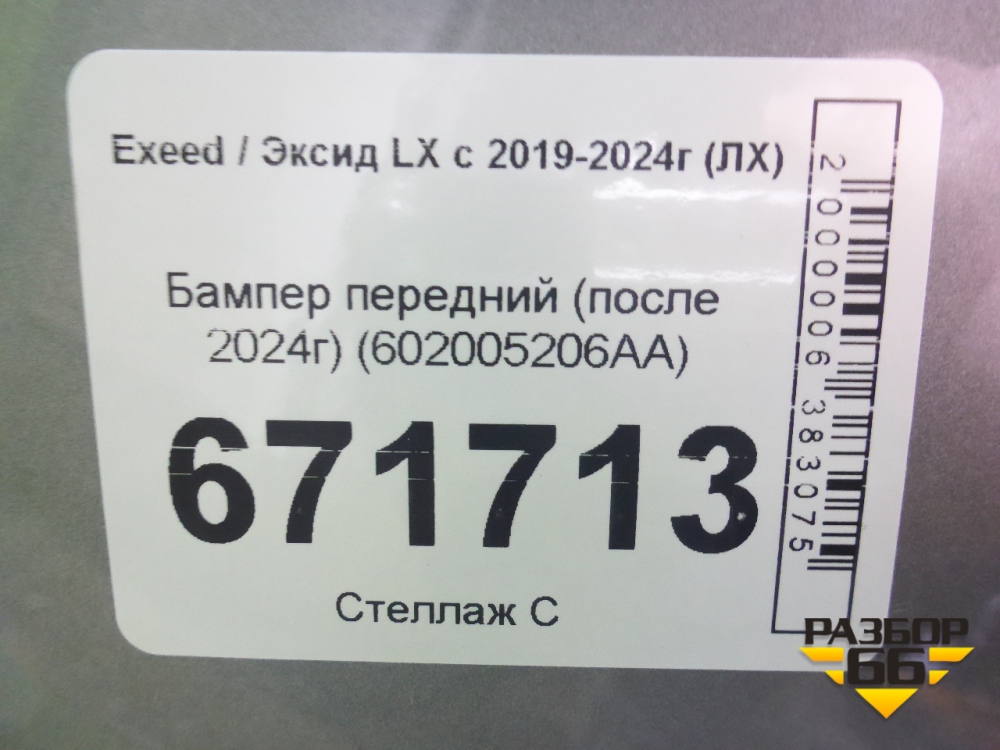 Exeed / Эксид LX с 2019-2024г (ЛХ)
Бампер передний (после
2024г) (602005206AA)
671713
Стеллаж С
2000006383075
РАЗБОР
66